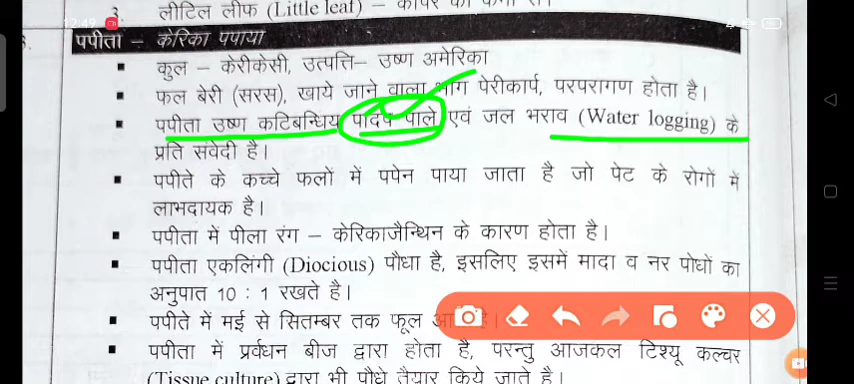 3. लीटिल लीफ (Little leaf) – कॉपर की कमी से।
12:49
पपीता – केरिका पपाया
■ कुल – केरीकेसी, उत्पत्ति– उष्ण अमेरिका
■ फल बेरी (सरस), खाये जाने वाला भाग पेरीकार्प, परपरागण होता है।
■ पपीता उष्ण कटिबन्धिय पादप पाले एवं जल भराव (Water logging) के
प्रति संवेदी है।
■ पपीते के कच्चे फलों में पपेन पाया जाता है जो पेट के रोगों में
लाभदायक है।
■ पपीता में पीला रंग – केरिकाजैन्थिन के कारण होता है।
■ पपीता एकलिंगी (Diocious) पौधा है, इसलिए इसमें मादा व नर पोधों का
अनुपात 10 : 1 रखते है।
■ पपीते में मई से सितम्बर तक फूल
■ पपीता में प्रर्वधन बीज द्वारा होता है, परन्तु आजकल टिश्यू कल्चर
(Tissue culture) द्वारा भी पौधे तैयार किये जाते है।